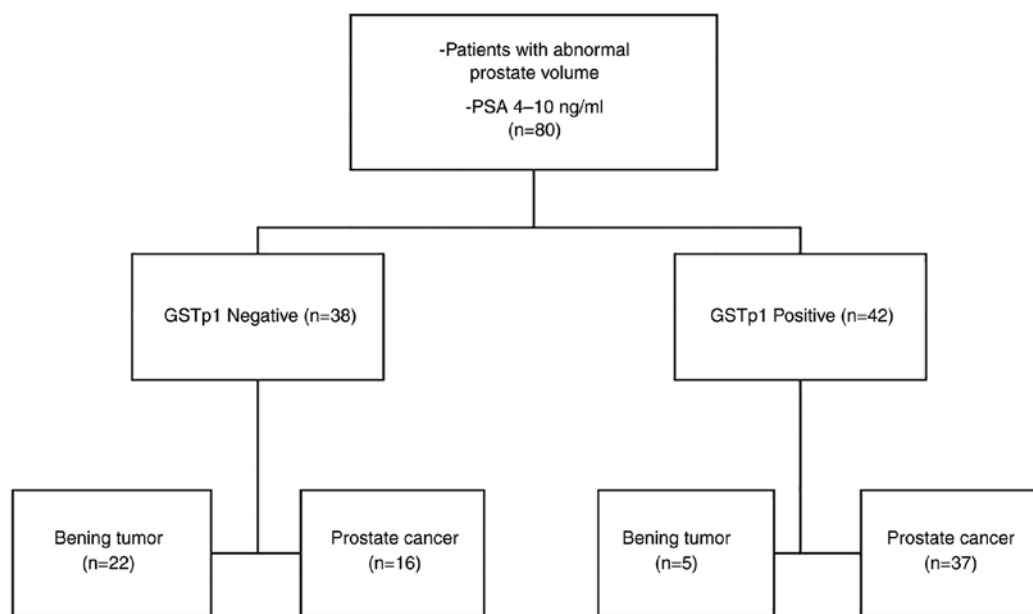 -Patients with abnormal
prostate volume
-PSA 4–10 ng/ml
(n=80)
GSTp1 Negative (n=38)
GSTp1 Positive (n=42)
Bening tumor
(n=22)
Prostate cancer
(n=16)
Bening tumor
(n=5)
Prostate cancer
(n=37)